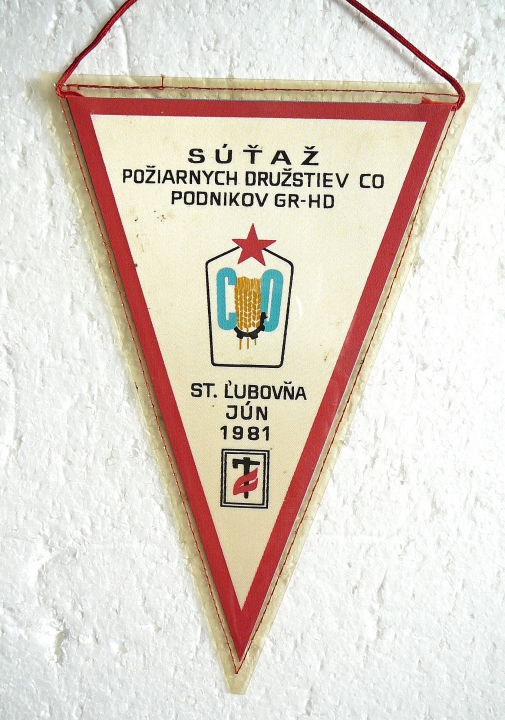 SÚŤAŽ
POŽIARNYCH DRUŽSTIEV CO
PODNIKOV GR-HD
CO
ST. ĽUBOVŇA
JÚN
1981